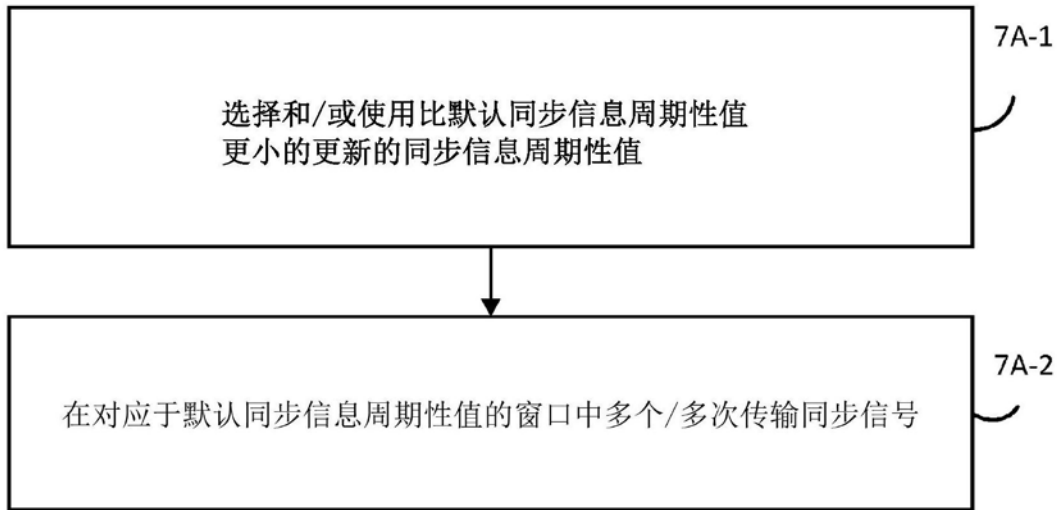 7A-1
选择和/或使用比默认同步信息周期性值
更小的更新的同步信息周期性值
7A-2
在对应于默认同步信息周期性值的窗口中多个/多次传输同步信号